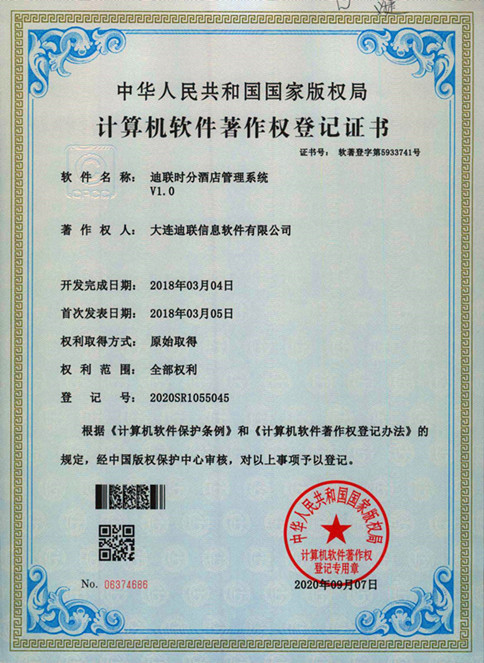 中华人民共和国国家版权局
计算机软件著作权登记证书
证书号： 软著登字第5933741号
软件名称： 迪联时分酒店管理系统
V1.0
著作权人： 大连迪联信息软件有限公司
开发完成日期： 2018年03月04日
首次发表日期： 2018年03月05日
权利取得方式： 原始取得
权利范围： 全部权利
登记号： 2020SR1055045
根据《计算机软件保护条例》和《计算机软件著作权登记办法》的
规定，经中国版权保护中心审核，对以上事项予以登记。
中华人民共和国国家版权局
计算机软件著作权
登记专用章
No. 06374686
2020年09月07日